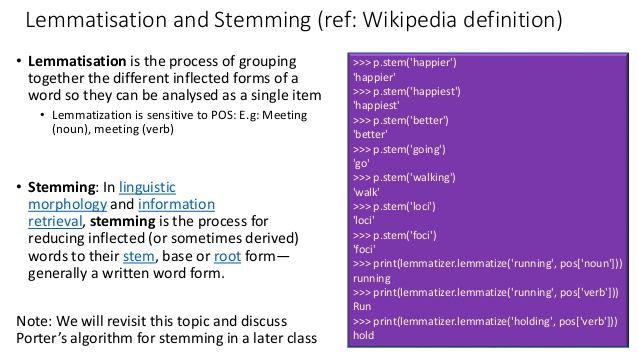 Lemmatisation and Stemming (ref: Wikipedia definition)
• Lemmatisation is the process of grouping
together the different inflected forms of a
word so they can be analysed as a single item
• Lemmatization is sensitive to POS: E.g: Meeting
(noun), meeting (verb)
• Stemming: In linguistic
morphology and information
retrieval, stemming is the process for
reducing inflected (or sometimes derived)
words to their stem, base or root form—
generally a written word form.
Note: We will revisit this topic and discuss
Porter's algorithm for stemming in a later class
>>> p.stem('happier')
'happier'
>>> p.stem('happiest')
'happiest'
>>> p.stem('better')
'better'
>>> p.stem('going')
'go'
>>> p.stem('walking')
'walk'
>>> p.stem('loci')
'loci'
>>> p.stem('foci')
'foci'
>>> print(lemmatizer.lemmatize('running', pos['noun']))
running
>>> print(lemmatizer.lemmatize('running', pos['verb']))
Run
>>> print(lemmatizer.lemmatize('holding', pos['verb']))
hold